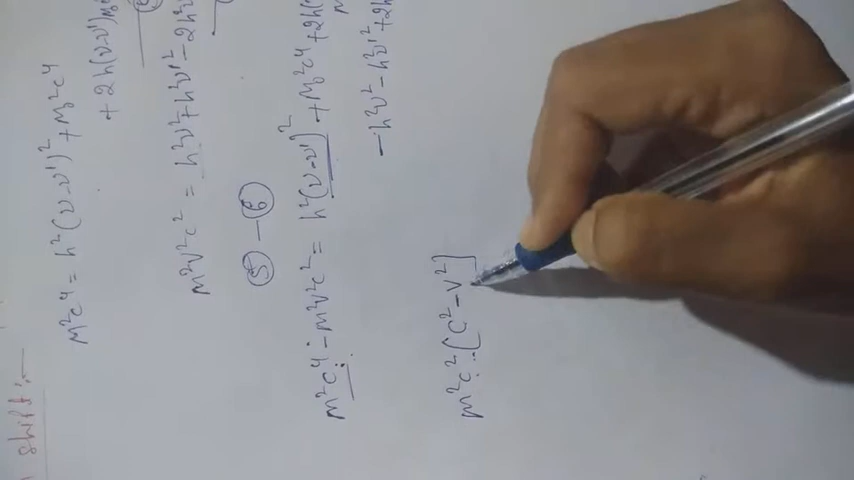 shift :-
m²c⁴ = h²(ν-ν')² + m₀²c⁴
+ 2h(ν-ν')m₀
m²v²c² = h²ν² + h²ν'² - 2h²ν
⑤ - ⑥
m²c⁴ - m²v²c² = h²(ν-ν')² + m₀²c⁴ + 2h(
- h²ν² - h²ν'² + 2h
m²c²[c² - v²]